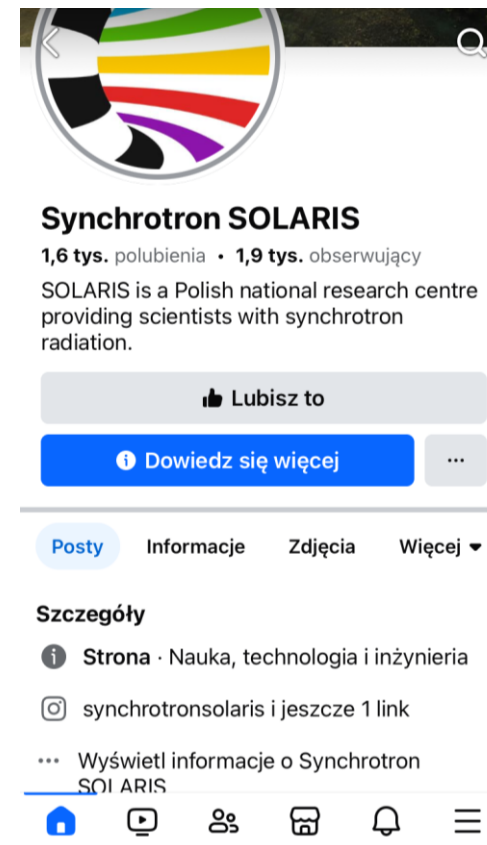 Synchrotron SOLARIS
1,6 tys. polubienia • 1,9 tys. obserwujący
SOLARIS is a Polish national research centre
providing scientists with synchrotron
radiation.
Lubisz to
Dowiedz się więcej
Posty Informacje Zdjęcia Więcej
Szczegóły
Strona · Nauka, technologia i inżynieria
synchrotronsolaris i jeszcze 1 link
Wyświetl informacje o Synchrotron
SOLARIS